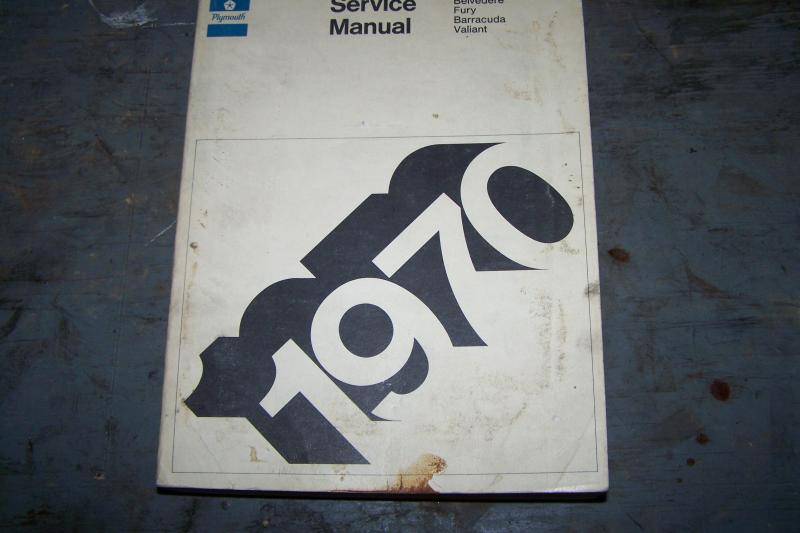 Plymouth
Service
Manual
Belvedere
Fury
Barracuda
Valiant
1970